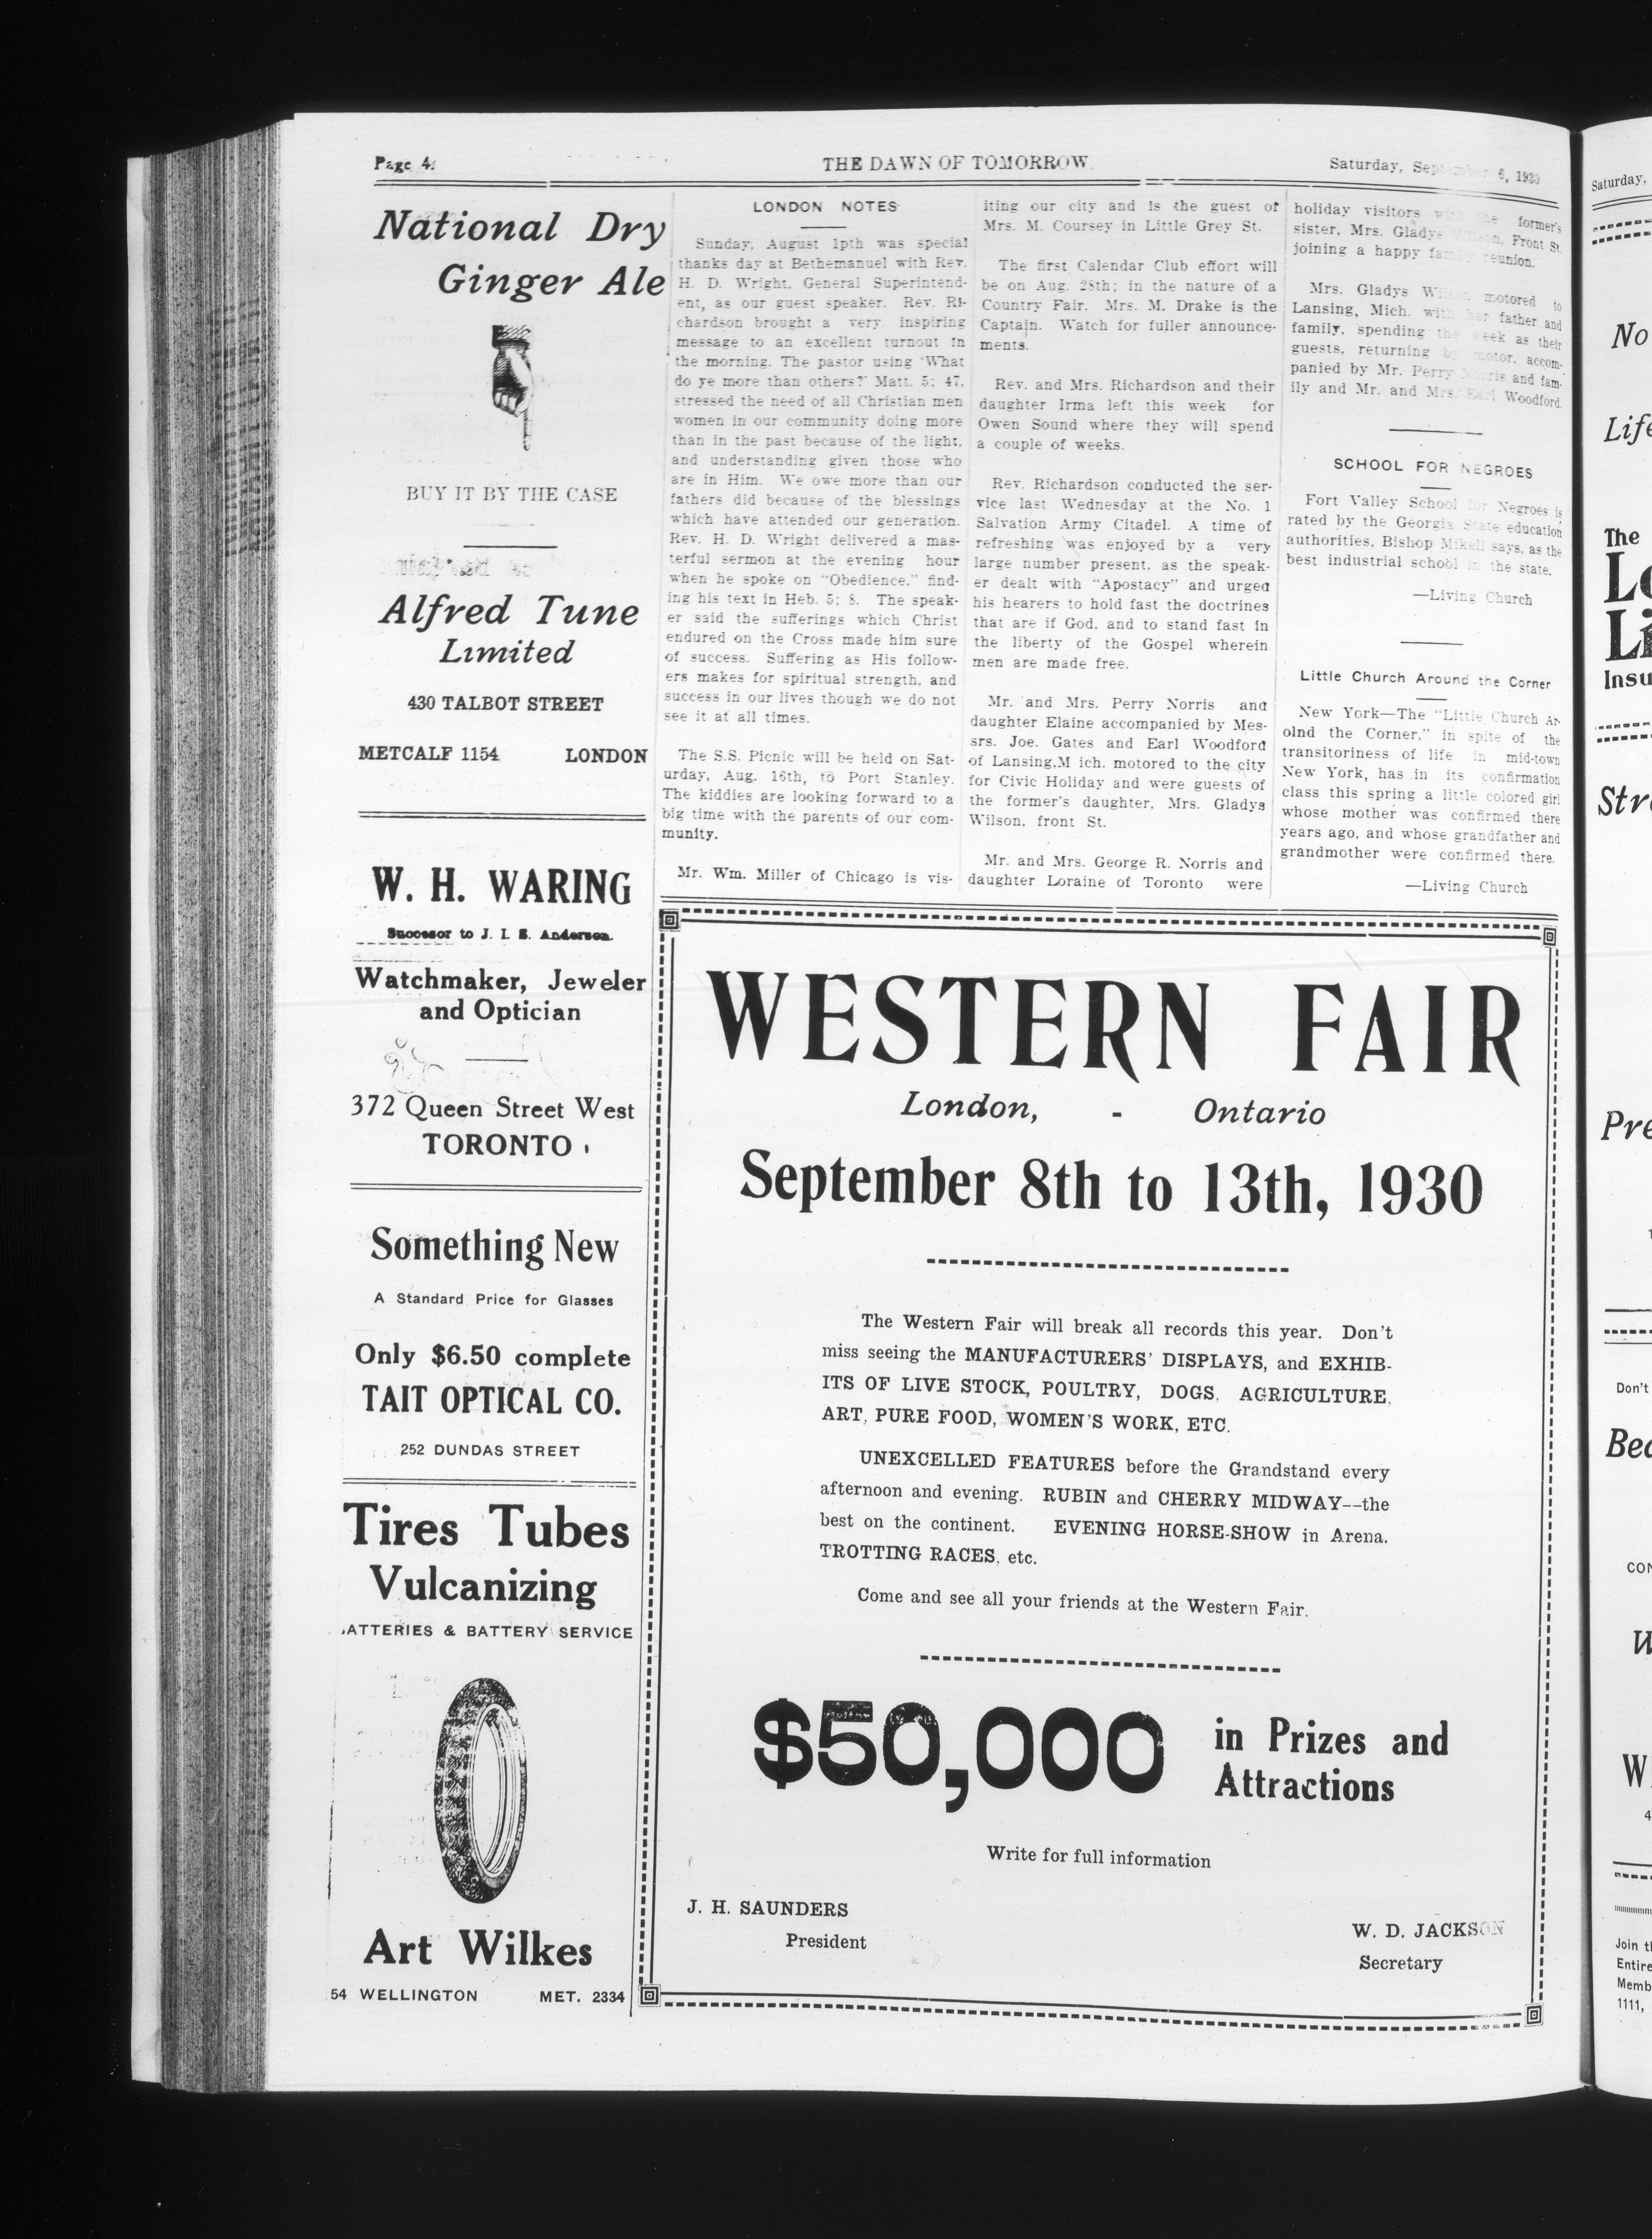 Page 4
THE DAWN OF TOMORROW
Saturday, September 6, 1930
National Dry
Ginger Ale
BUY IT BY THE CASE
Alfred Tune
Limited
430 TALBOT STREET
METCALF 1154 LONDON
W. H. WARING
Successor to J. I. S. Anderson.
Watchmaker, Jeweler
and Optician
372 Queen Street West
TORONTO
Something New
A Standard Price for Glasses
Only $6.50 complete
TAIT OPTICAL CO.
252 DUNDAS STREET
Tires Tubes
Vulcanizing
ATTERIES & BATTERY SERVICE
Art Wilkes
54 WELLINGTON MET. 2334
LONDON NOTES
Sunday, August 1pth was special
thanks day at Bethemanuel with Rev.
H. D. Wright, General Superintend-
ent, as our guest speaker. Rev. Ri-
chardson brought a very inspiring
message to an excellent turnout in
the morning. The pastor using 'What
do ye more than others?' Matt. 5; 47,
stressed the need of all Christian men
women in our community doing more
than in the past because of the light,
and understanding given those who
are in Him. We owe more than our
fathers did because of the blessings
which have attended our generation.
Rev. H. D. Wright delivered a mas-
terful sermon at the evening hour
when he spoke on "Obedience," find-
ing his text in Heb. 5; 8. The speak-
er said the sufferings which Christ
endured on the Cross made him sure
of success. Suffering as His follow-
ers makes for spiritual strength, and
success in our lives though we do not
see it at all times.
The S.S. Picnic will be held on Sat-
urday, Aug. 16th, to Port Stanley.
The kiddies are looking forward to a
big time with the parents of our com-
munity.
Mr. Wm. Miller of Chicago is vis-
iting our city and is the guest of
Mrs. M. Coursey in Little Grey St.
The first Calendar Club effort will
be on Aug. 28th; in the nature of a
Country Fair. Mrs. M. Drake is the
Captain. Watch for fuller announce-
ments.
Rev. and Mrs. Richardson and their
daughter Irma left this week for
Owen Sound where they will spend
a couple of weeks.
Rev. Richardson conducted the ser-
vice last Wednesday at the No. 1
Salvation Army Citadel. A time of
refreshing was enjoyed by a very
large number present, as the speak-
er dealt with "Apostacy" and urged
his hearers to hold fast the doctrines
that are if God, and to stand fast in
the liberty of the Gospel wherein
men are made free.
Mr. and Mrs. Perry Norris and
daughter Elaine accompanied by Mes-
srs. Joe. Gates and Earl Woodford
of Lansing,M ich. motored to the city
for Civic Holiday and were guests of
the former's daughter, Mrs. Gladys
Wilson, front St.
Mr. and Mrs. George R. Norris and
daughter Loraine of Toronto were
holiday visitors with the former's
sister, Mrs. Gladys Wilson, Front St.
joining a happy family reunion.
Mrs. Gladys Wilson motored to
Lansing, Mich. with her father and
family, spending the week as their
guests, returning by motor, accom-
panied by Mr. Perry Norris and fam-
ily and Mr. and Mrs. Earl Woodford.
SCHOOL FOR NEGROES
Fort Valley School for Negroes is
rated by the Georgia State education
authorities, Bishop Mikell says, as the
best industrial school in the state.
—Living Church
Little Church Around the Corner
New York—The "Little Church Ar-
olnd the Corner," in spite of the
transitoriness of life in mid-town
New York, has in its confirmation
class this spring a little colored girl
whose mother was confirmed there
years ago, and whose grandfather and
grandmother were confirmed there.
—Living Church
WESTERN FAIR
London, - Ontario
September 8th to 13th, 1930
The Western Fair will break all records this year. Don't
miss seeing the MANUFACTURERS' DISPLAYS, and EXHIB-
ITS OF LIVE STOCK, POULTRY, DOGS, AGRICULTURE,
ART, PURE FOOD, WOMEN'S WORK, ETC.
UNEXCELLED FEATURES before the Grandstand every
afternoon and evening. RUBIN and CHERRY MIDWAY--the
best on the continent. EVENING HORSE-SHOW in Arena.
TROTTING RACES, etc.
Come and see all your friends at the Western Fair.
$50,000 in Prizes and
Attractions
Write for full information
J. H. SAUNDERS
President
W. D. JACKSON
Secretary
Saturday,
No
Life
The
Lo
Li
Insu
Stro
Pre
Don't
Bea
CON
W
W
4
Join th
Entire
Memb
1111,